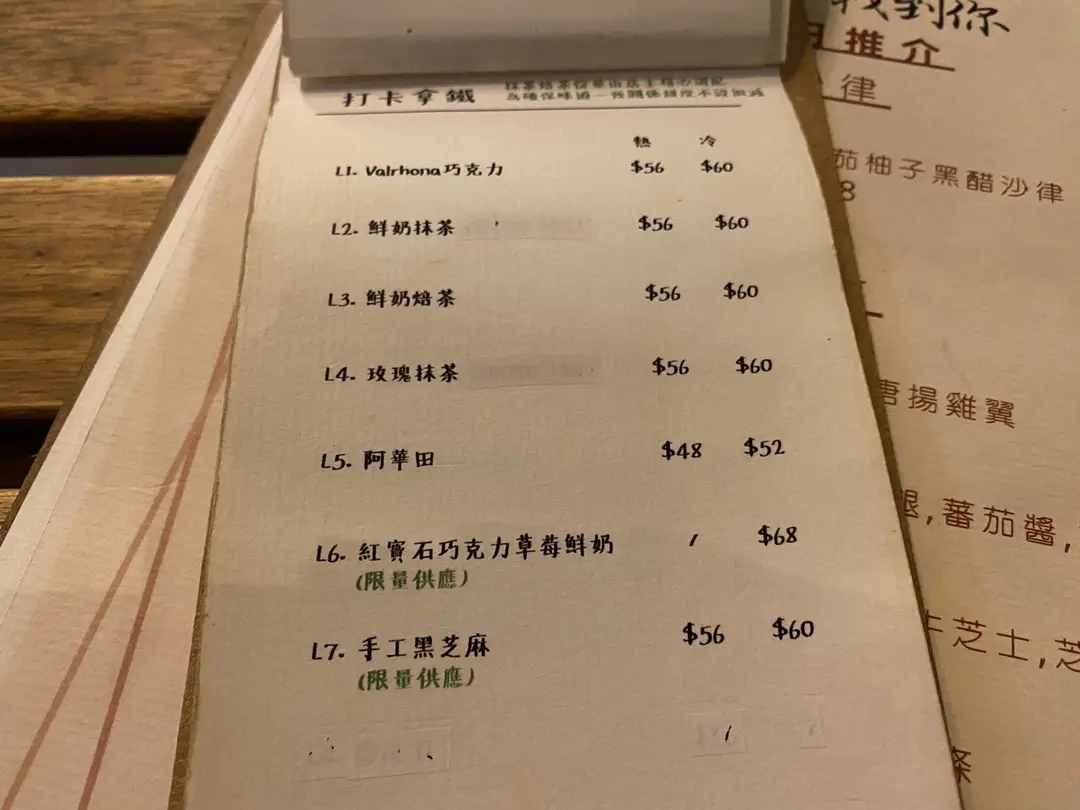 打卡拿鐵
熱 冷
L1. Valrhona巧克力 $56 $60
L2. 鮮奶抹茶 $56 $60
L3. 鮮奶焙茶 $56 $60
L4. 玫瑰抹茶 $56 $60
L5. 阿華田 $48 $52
L6. 紅寶石巧克力草莓鮮奶 / $68
(限量供應)
L7. 手工黑芝麻 $56 $60
(限量供應)
對你
推介
律
茄柚子黑醋沙律
8
唐揚雞翼
腿,蕃茄醬,
芝士,芝
條